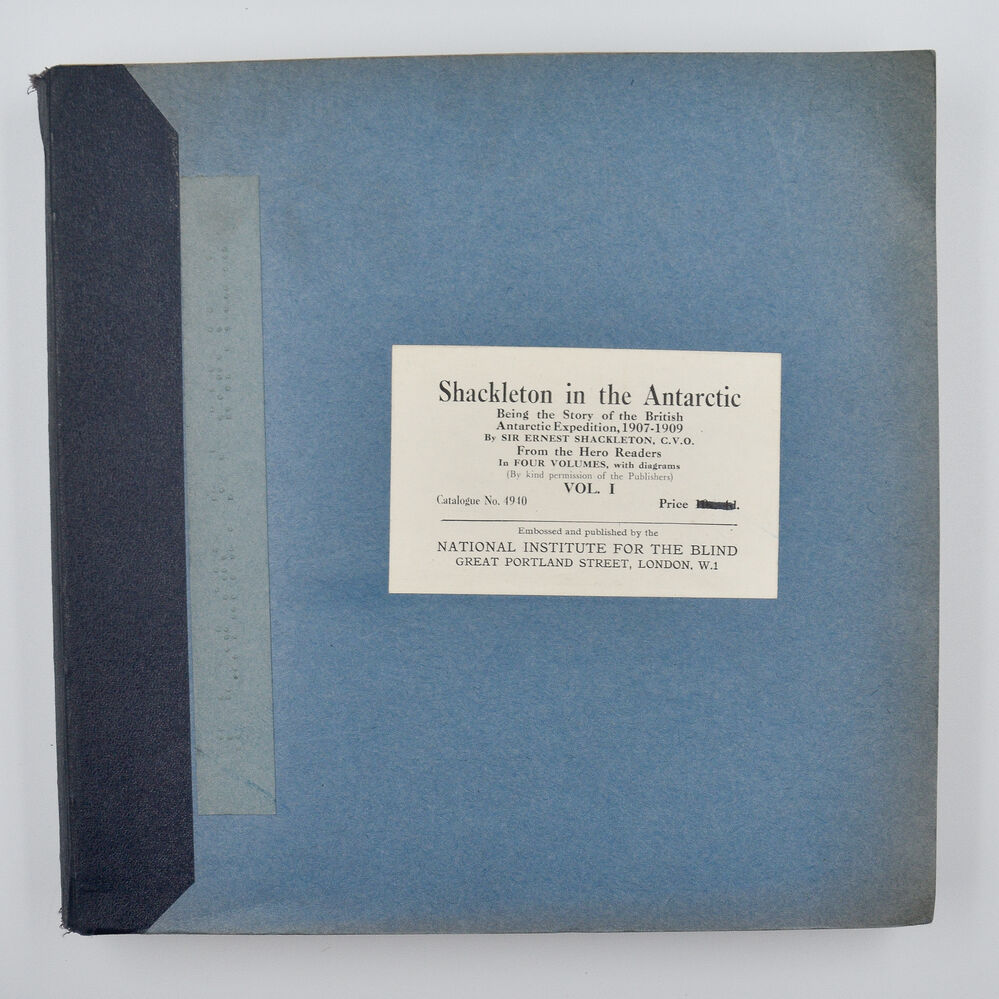 Shackleton in the Antarctic
Being the Story of the British
Antarctic Expedition, 1907-1909
By SIR ERNEST SHACKLETON, C.V.O.
From the Hero Readers
In FOUR VOLUMES, with diagrams
(By kind permission of the Publishers)
VOL. I
Catalogue No. 4940 Price
Embossed and published by the
NATIONAL INSTITUTE FOR THE BLIND
GREAT PORTLAND STREET, LONDON, W.1